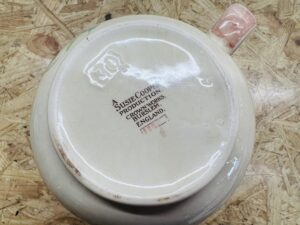 A
SUSIE COOPER
PRODUCTION
CROWN WORKS,
BURSLEM
ENGLAND.